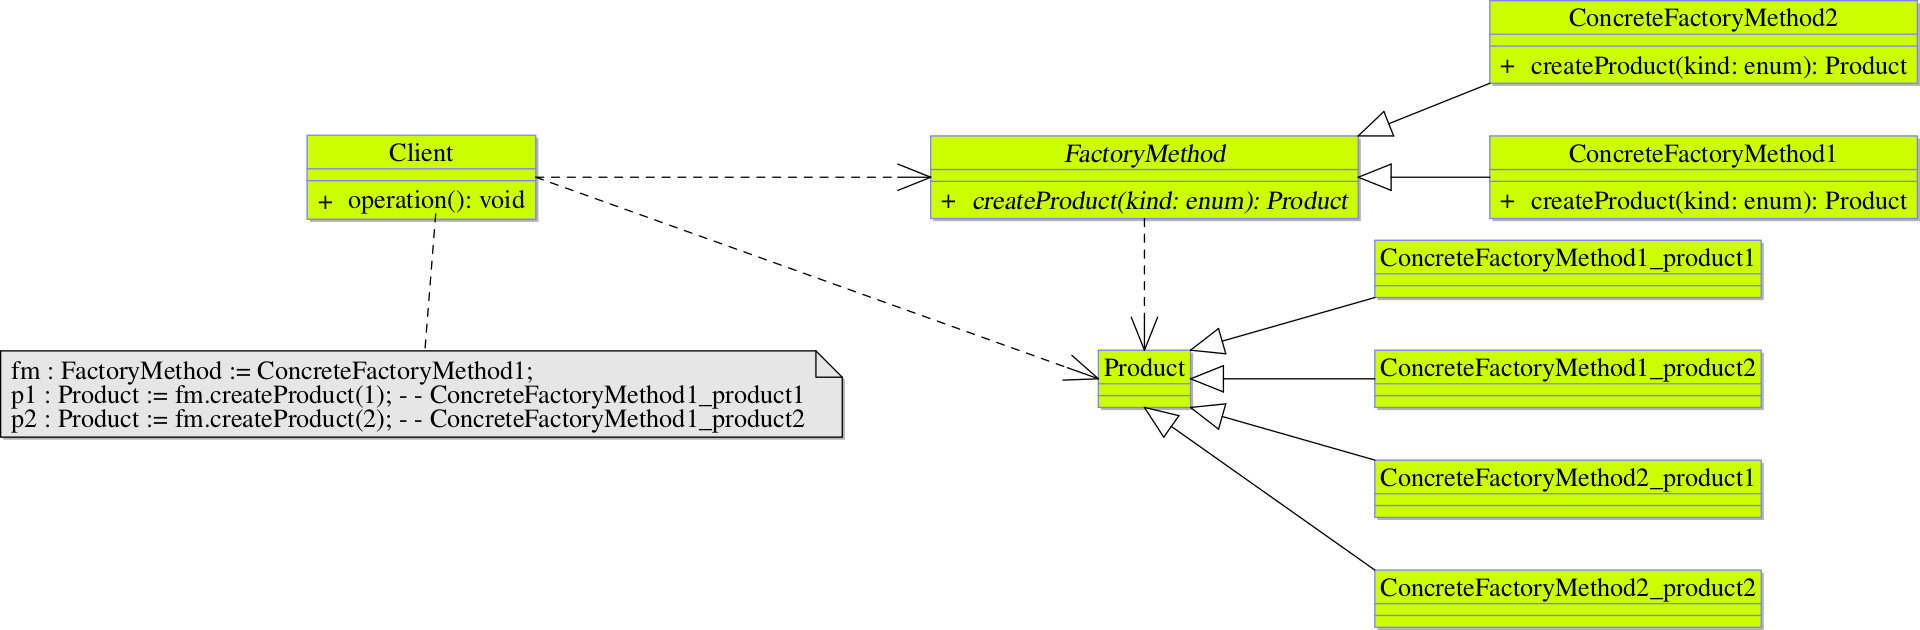 ConcreteFactoryMethod2
+ createProduct(kind: enum): Product
Client
+ operation(): void
FactoryMethod
+ createProduct(kind: enum): Product
ConcreteFactoryMethod1
+ createProduct(kind: enum): Product
ConcreteFactoryMethod1_product1
fm : FactoryMethod := ConcreteFactoryMethod1;
p1 : Product := fm.createProduct(1); - - ConcreteFactoryMethod1_product1
p2 : Product := fm.createProduct(2); - - ConcreteFactoryMethod1_product2
Product
ConcreteFactoryMethod1_product2
ConcreteFactoryMethod2_product1
ConcreteFactoryMethod2_product2